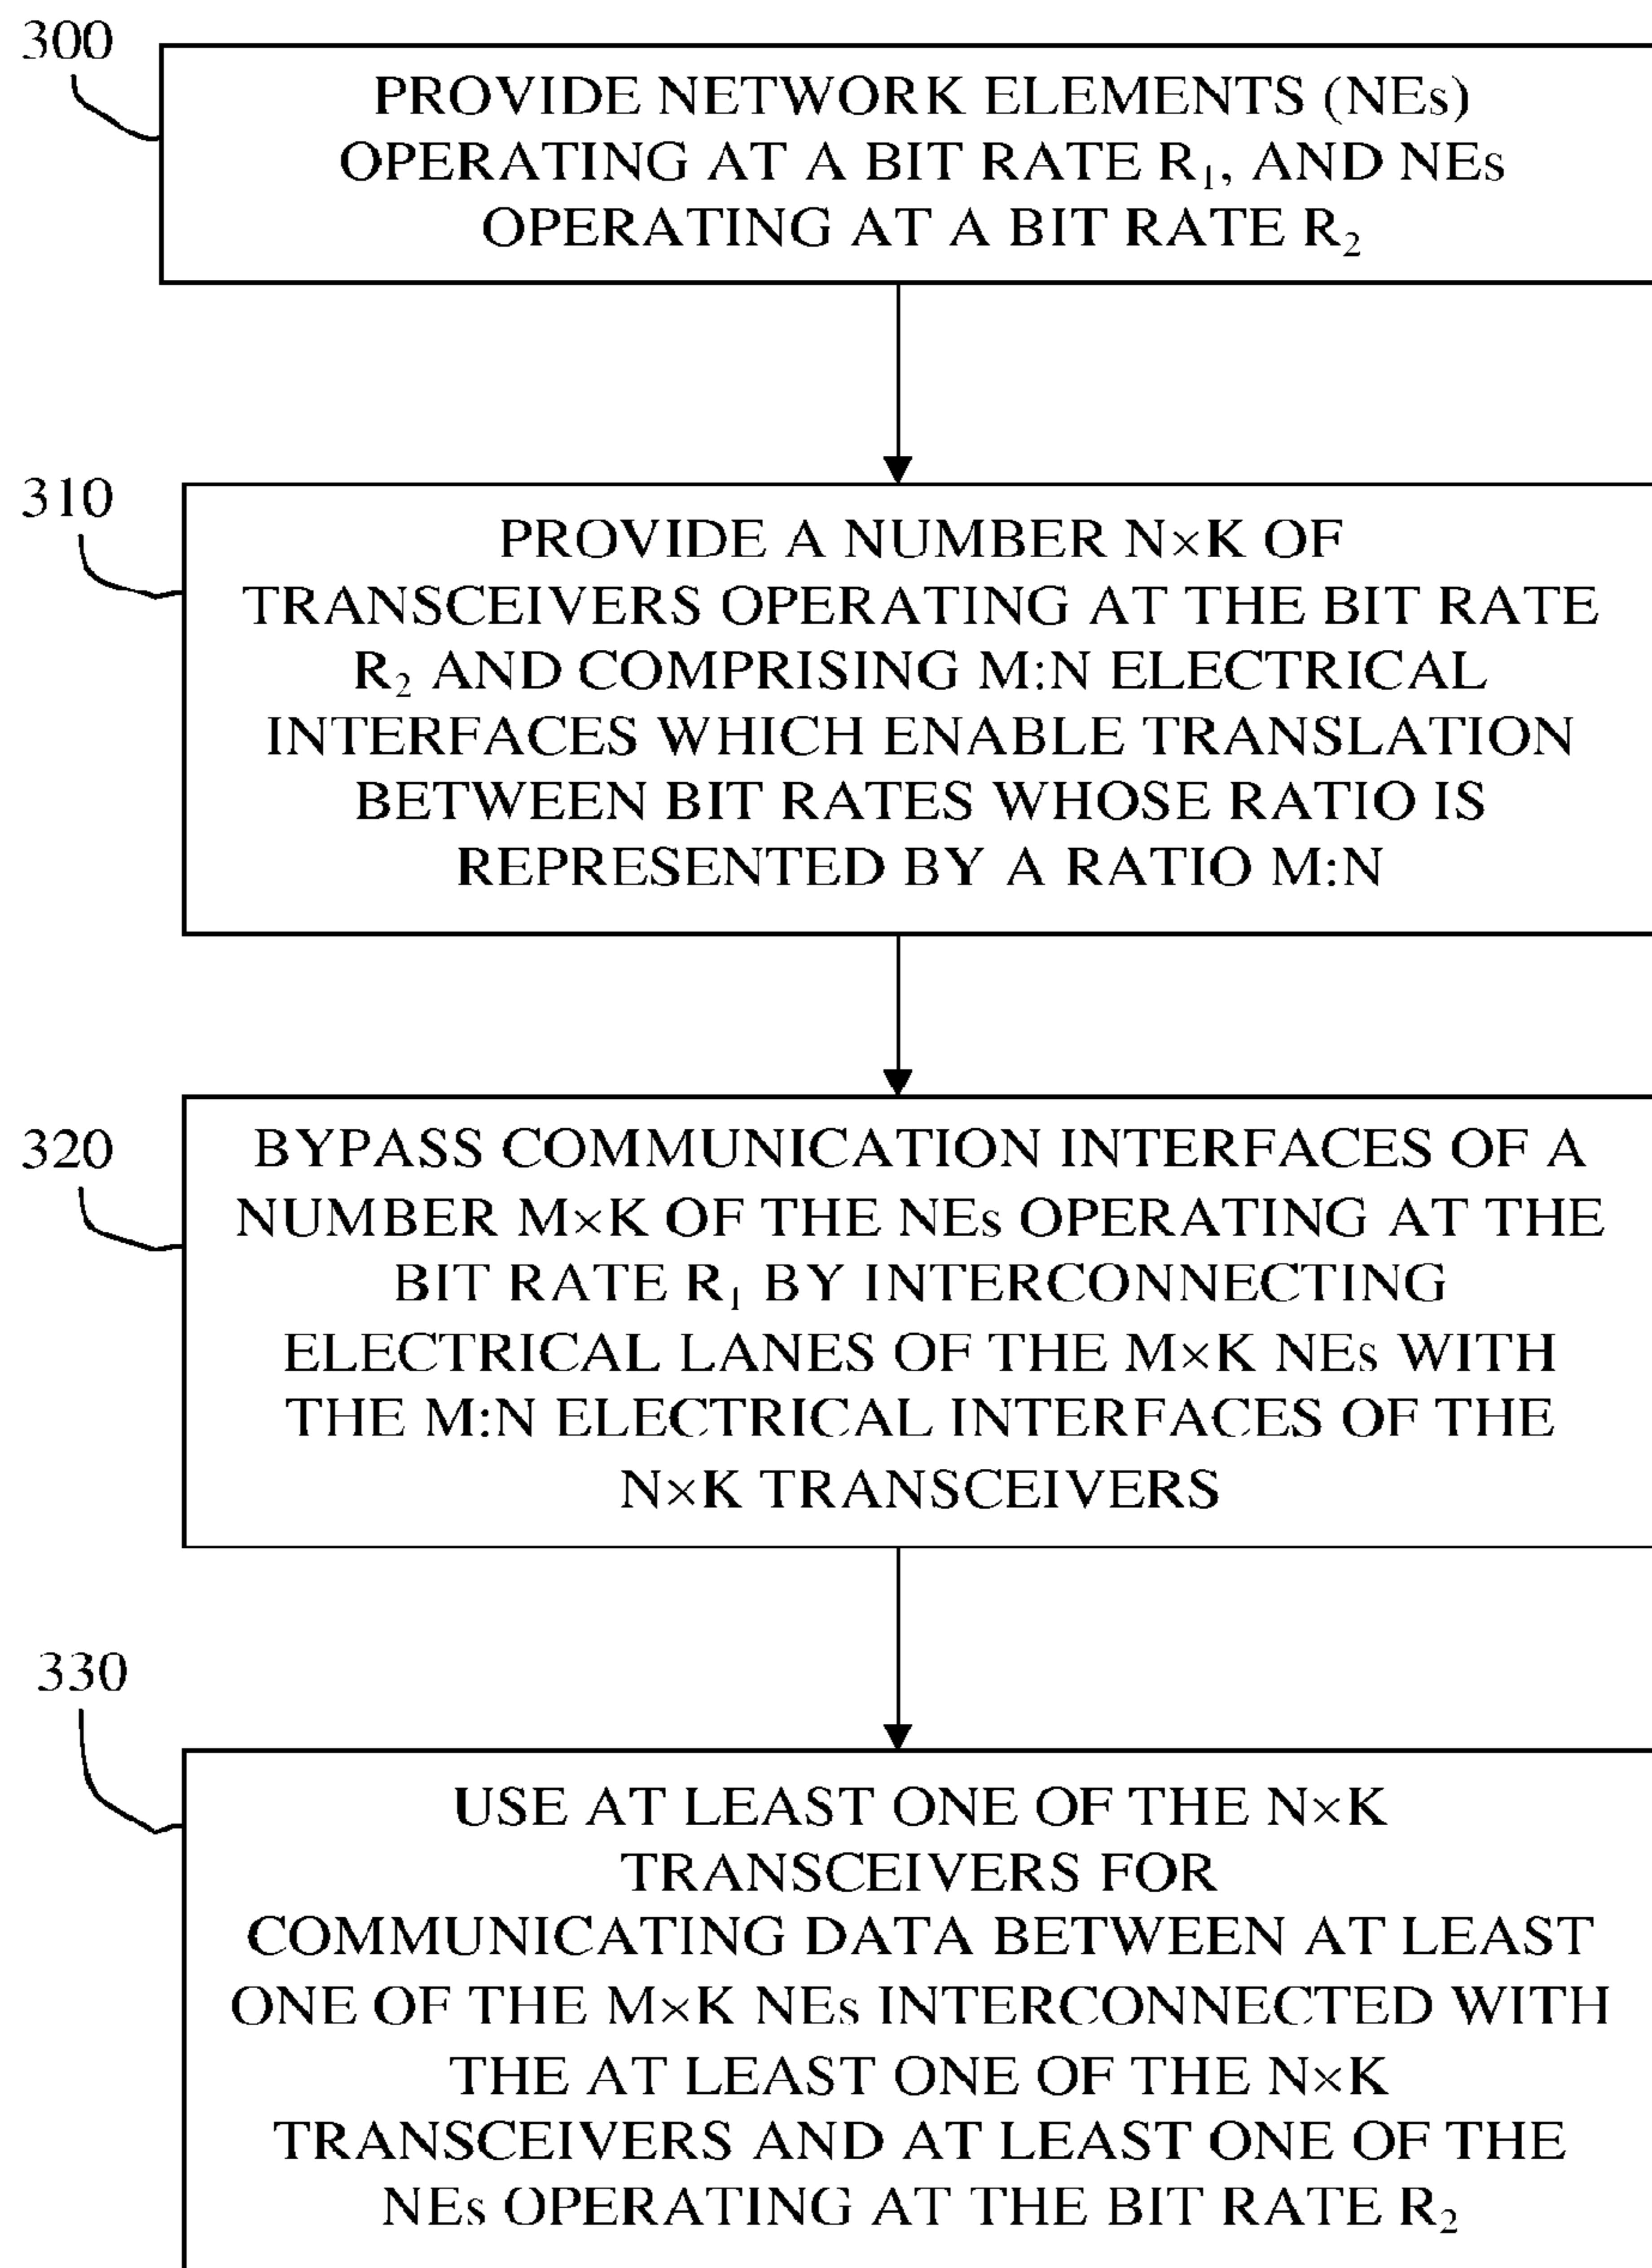 300
PROVIDE NETWORK ELEMENTS (NEs)
OPERATING AT A BIT RATE R₁, AND NEs
OPERATING AT A BIT RATE R₂
310
PROVIDE A NUMBER N×K OF
TRANSCEIVERS OPERATING AT THE BIT RATE
R₂ AND COMPRISING M:N ELECTRICAL
INTERFACES WHICH ENABLE TRANSLATION
BETWEEN BIT RATES WHOSE RATIO IS
REPRESENTED BY A RATIO M:N
320
BYPASS COMMUNICATION INTERFACES OF A
NUMBER M×K OF THE NEs OPERATING AT THE
BIT RATE R₁ BY INTERCONNECTING
ELECTRICAL LANES OF THE M×K NEs WITH
THE M:N ELECTRICAL INTERFACES OF THE
N×K TRANSCEIVERS
330
USE AT LEAST ONE OF THE N×K
TRANSCEIVERS FOR
COMMUNICATING DATA BETWEEN AT LEAST
ONE OF THE M×K NEs INTERCONNECTED WITH
THE AT LEAST ONE OF THE N×K
TRANSCEIVERS AND AT LEAST ONE OF THE
NEs OPERATING AT THE BIT RATE R₂